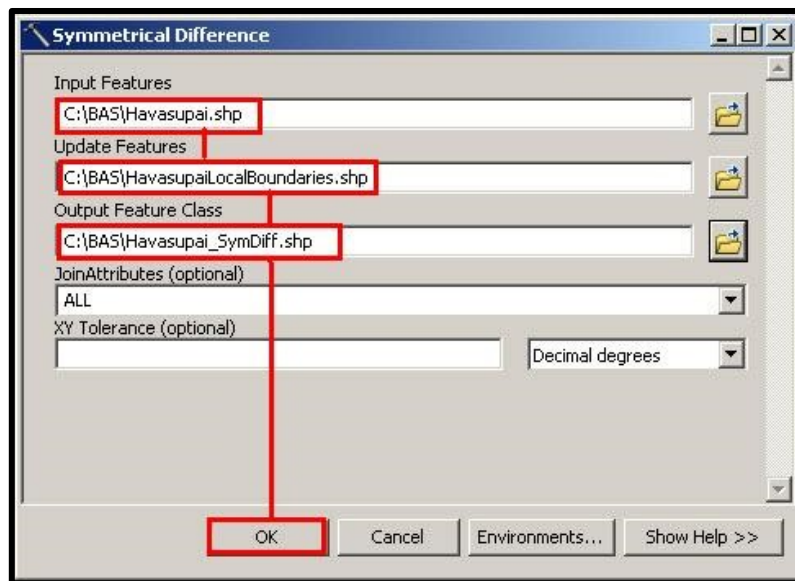 Symmetrical Difference
Input Features
C:\BAS\Havasupai.shp
Update Features
C:\BAS\HavasupaiLocalBoundaries.shp
Output Feature Class
C:\BAS\Havasupai_SymDiff.shp
JoinAttributes (optional)
ALL
XY Tolerance (optional)
Decimal degrees
OK Cancel Environments... Show Help >>